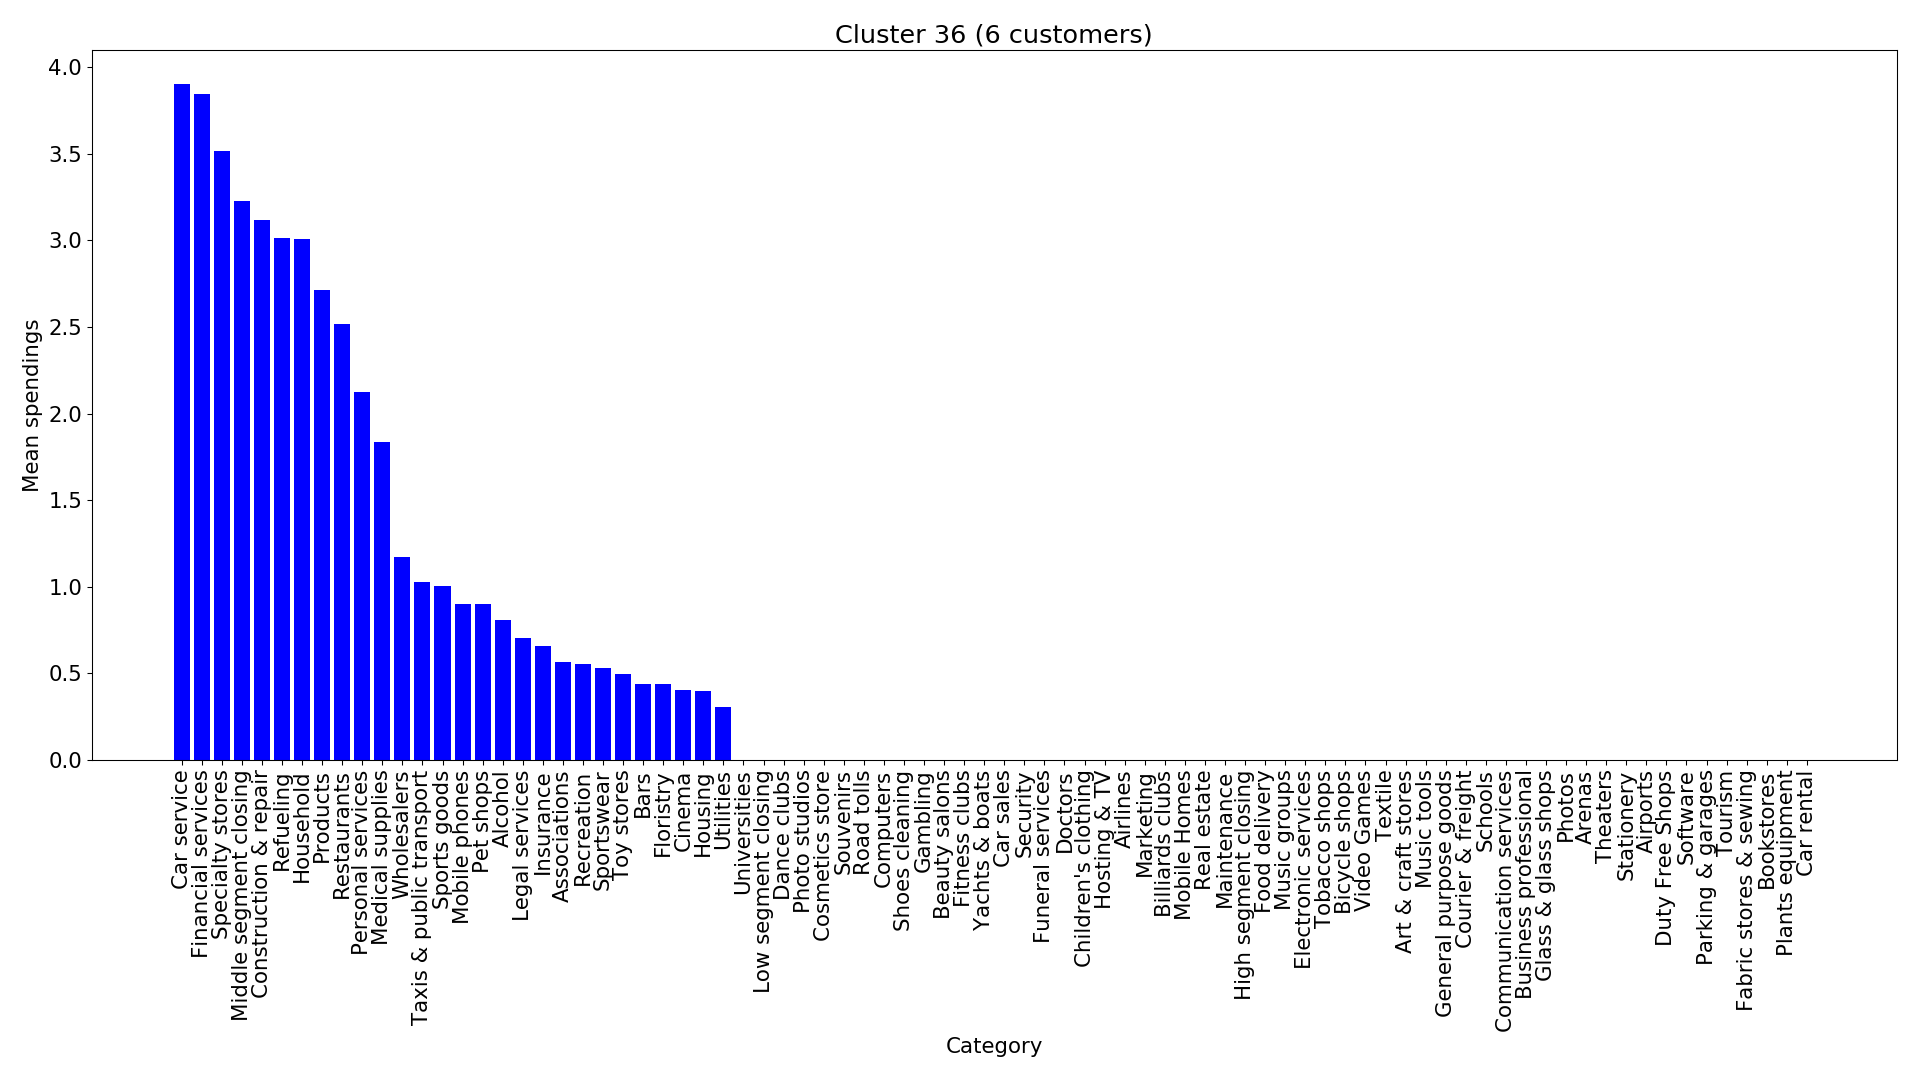 Cluster 36 (6 customers)
4.0
3.5
3.0
2.5
2.0
1.5
1.0
0.5
0.0
Mean spendings
Car service
Financial services
Specialty stores
Middle segment closing
Construction & repair
Refueling
Household
Products
Restaurants
Personal services
Medical supplies
Wholesalers
Taxis & public transport
Sports goods
Mobile phones
Pet shops
Alcohol
Legal services
Insurance
Associations
Recreation
Sportswear
Toy stores
Bars
Floristry
Cinema
Housing
Utilities
Universities
Low segment closing
Dance clubs
Photo studios
Cosmetics store
Souvenirs
Road tolls
Computers
Shoes cleaning
Gambling
Beauty salons
Fitness clubs
Yachts & boats
Car sales
Security
Funeral services
Doctors
Children's clothing
Hosting & TV
Airlines
Marketing
Billiards clubs
Mobile Homes
Real estate
Maintenance
High segment closing
Food delivery
Music groups
Electronic services
Tobacco shops
Bicycle shops
Video Games
Textile
Art & craft stores
Music tools
General purpose goods
Courier & freight
Schools
Communication services
Business professional
Glass & glass shops
Photos
Arenas
Theaters
Stationery
Airports
Duty Free Shops
Software
Parking & garages
Tourism
Fabric stores & sewing
Bookstores
Plants equipment
Car rental
Category